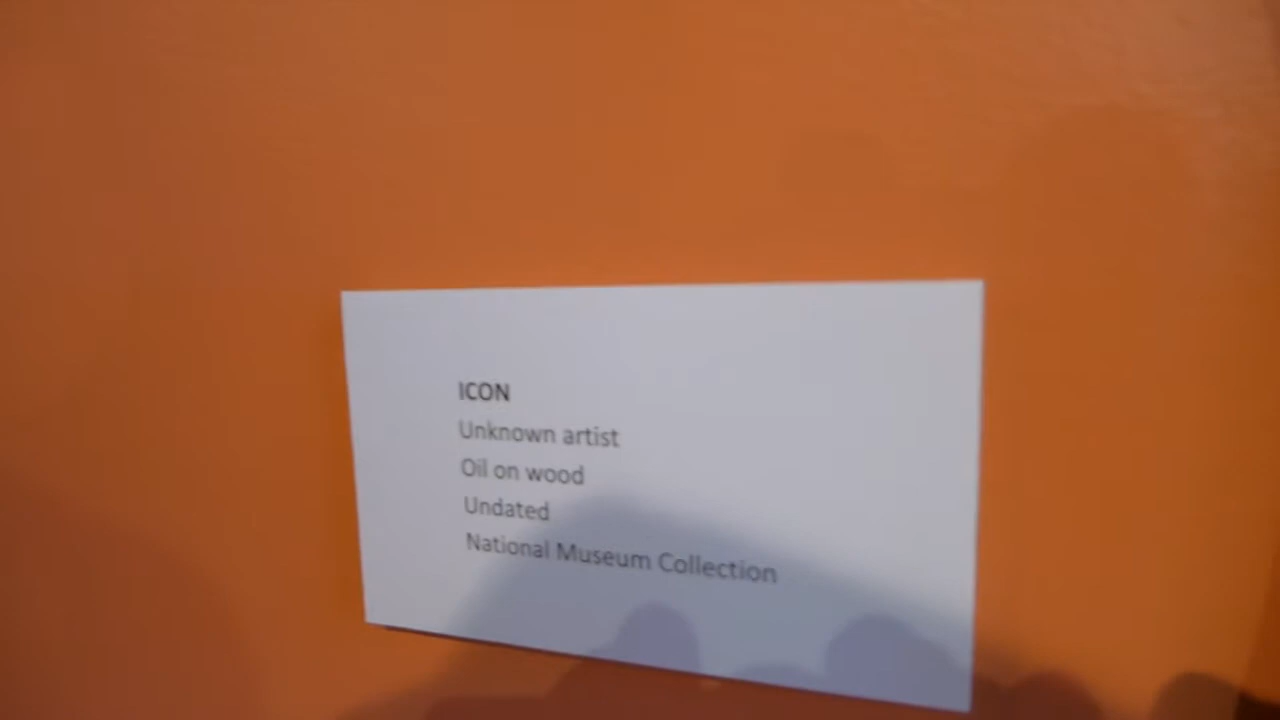 ICON
Unknown artist
Oil on wood
Undated
National Museum Collection